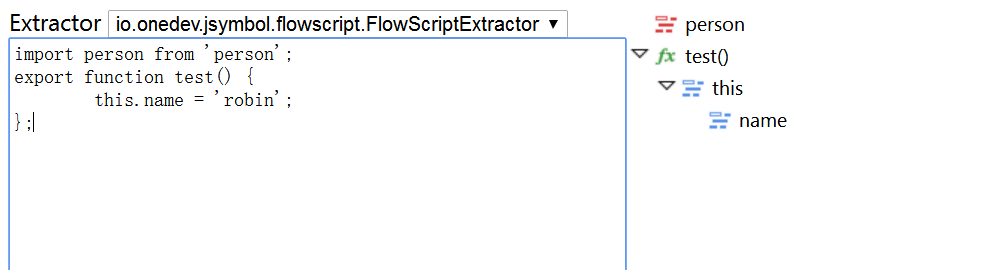 Extractor io.onedev.jsymbol.flowscript.FlowScriptExtractor
import person from 'person';
export function test() {
        this.name = 'robin';
};
person
fx test()
this
name